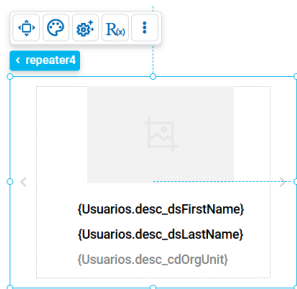 R(x)
repeater4
{Usuarios.desc_dsFirstName}
{Usuarios.desc_dsLastName}
{Usuarios.desc_cdOrgUnit}